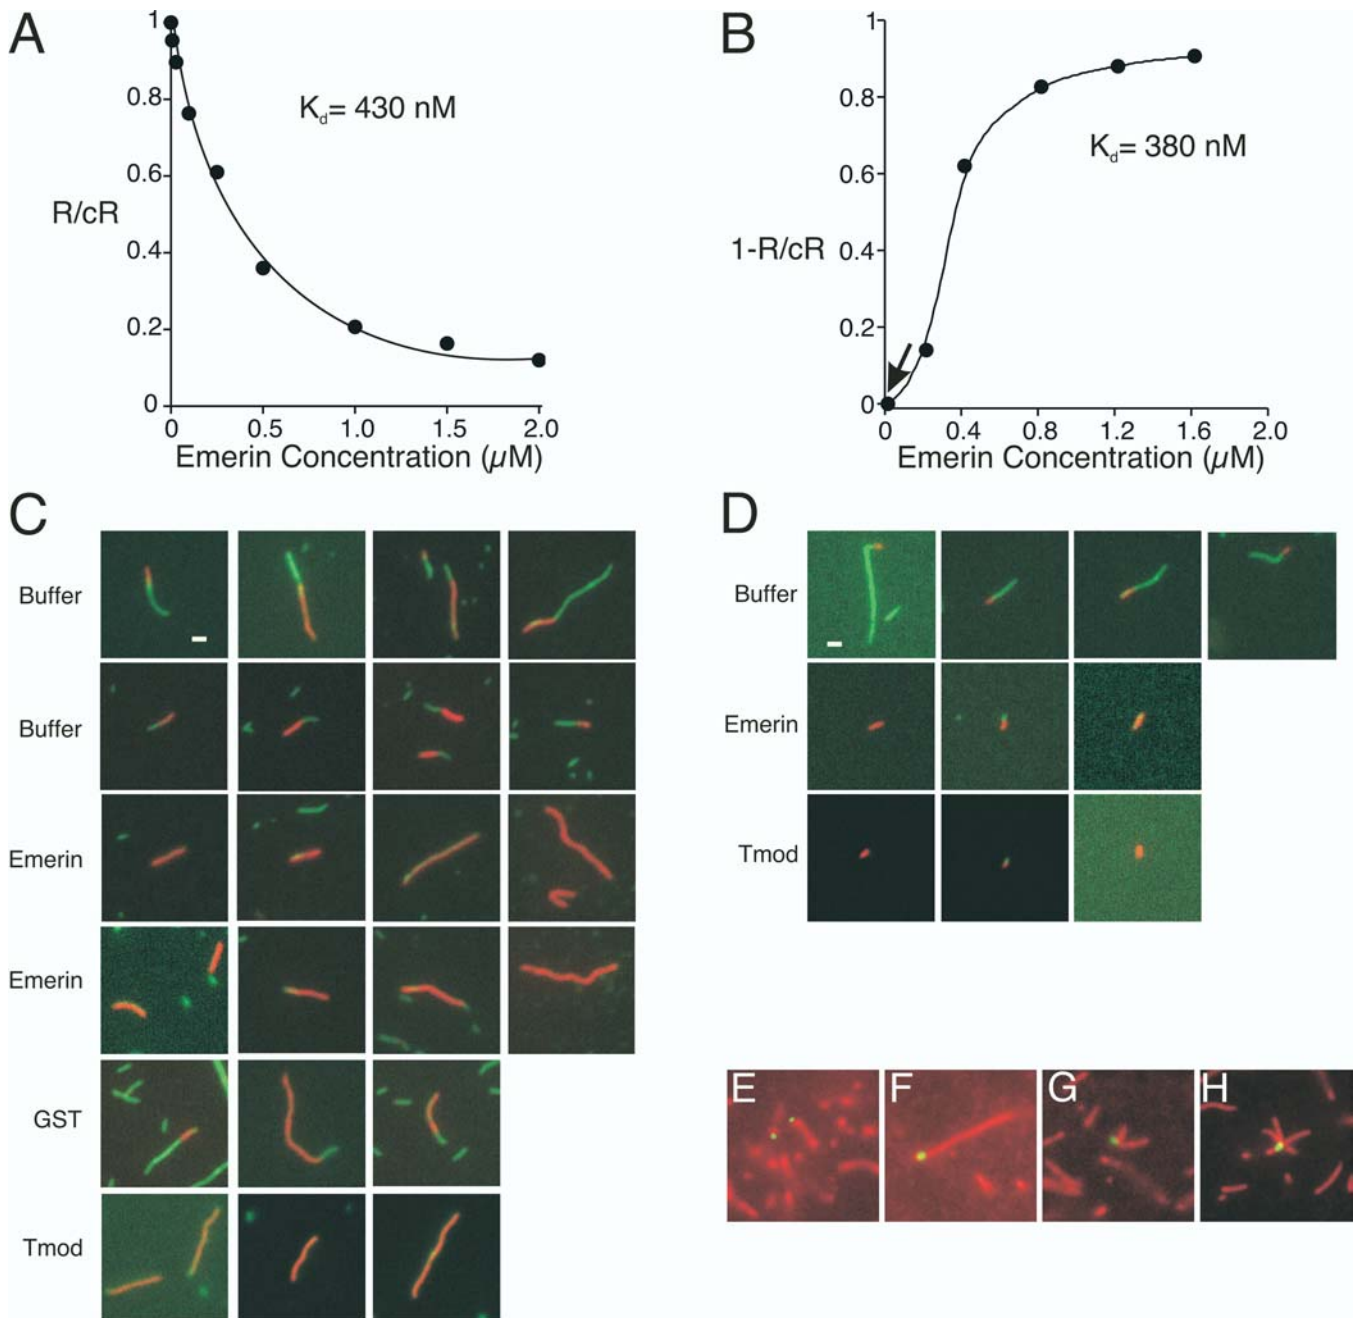 A
1
0.8
0.6
0.4
0.2
0
R/cR
K_d= 430 nM
0 0.5 1.0 1.5 2.0
Emerin Concentration (µM)
B
1
0.8
0.6
0.4
0.2
0
1-R/cR
K_d= 380 nM
0 0.4 0.8 1.2 1.6 2.0
Emerin Concentration (µM)
C
Buffer
Buffer
Emerin
Emerin
GST
Tmod
D
Buffer
Emerin
Tmod
E F G H